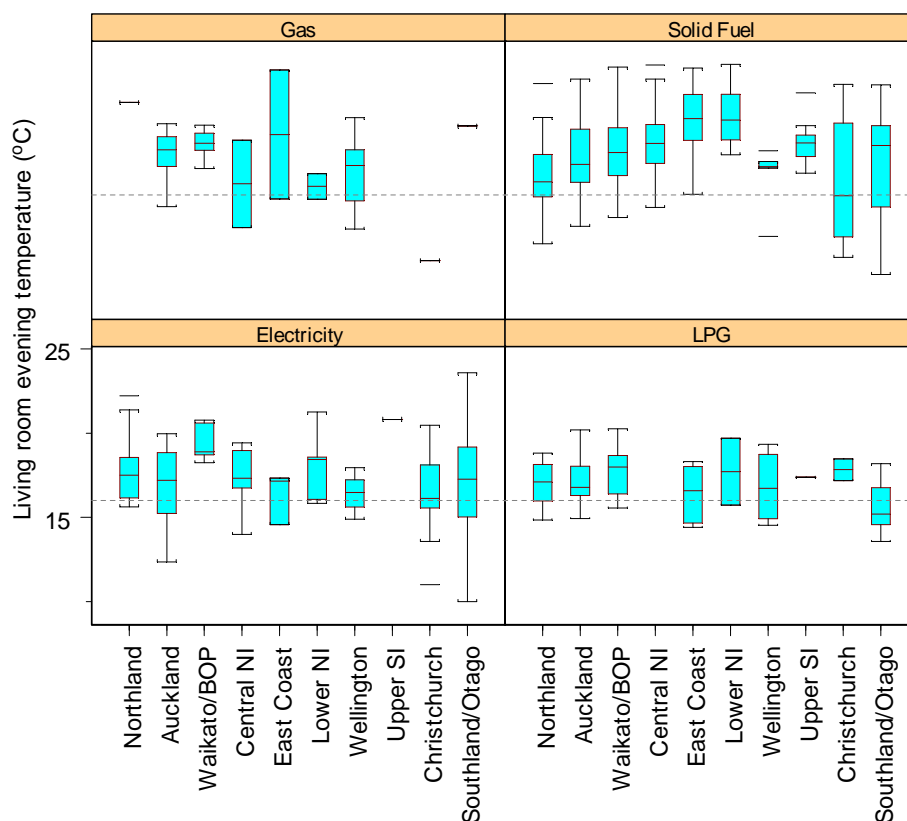 Gas
Solid Fuel
Living room evening temperature (ºC)
Electricity
LPG
25
15
Northland
Auckland
Waikato/BOP
Central NI
East Coast
Lower NI
Wellington
Upper SI
Christchurch
Southland/Otago
Northland
Auckland
Waikato/BOP
Central NI
East Coast
Lower NI
Wellington
Upper SI
Christchurch
Southland/Otago